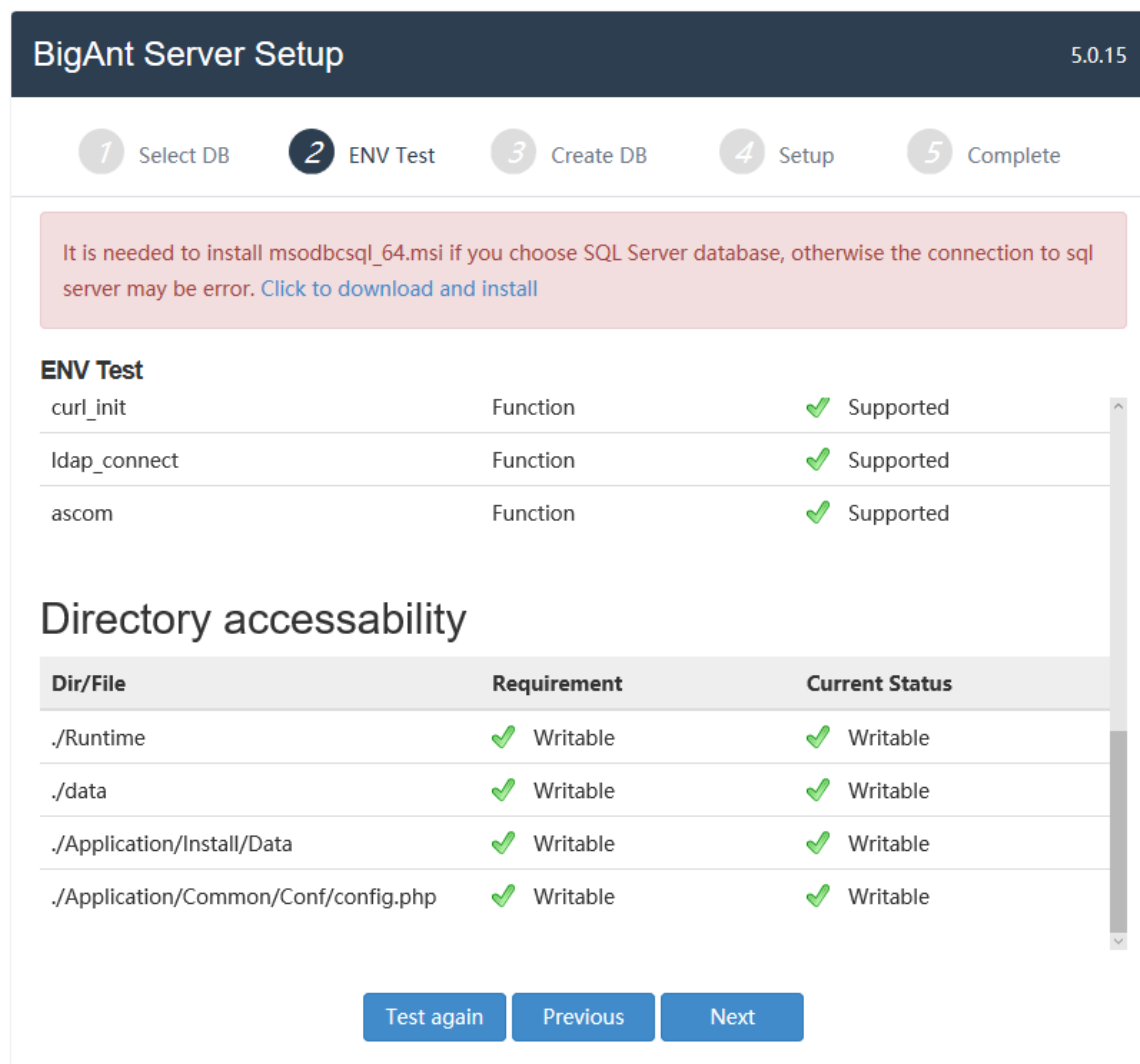 BigAnt Server Setup 5.0.15
1 Select DB 2 ENV Test 3 Create DB 4 Setup 5 Complete
It is needed to install msodbcsql_64.msi if you choose SQL Server database, otherwise the connection to sql
server may be error. Click to download and install
ENV Test
curl_init Function Supported
ldap_connect Function Supported
ascom Function Supported
Directory accessability
Dir/File Requirement Current Status
./Runtime Writable Writable
./data Writable Writable
./Application/Install/Data Writable Writable
./Application/Common/Conf/config.php Writable Writable
Test again Previous Next